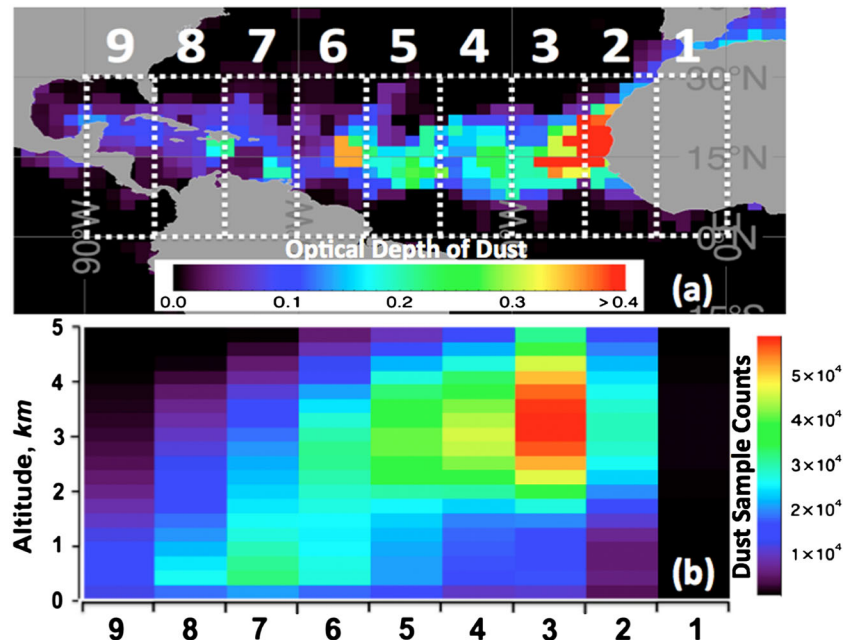 9 8 7 6 5 4 3 2 1
30°N
15°N
90°W
W
0°N
0°
Optical Depth of Dust
0.0 0.1 0.2 0.3 >0.4
(a)
15°S
5
4
3
2
1
0
Altitude, km
(b)
9 8 7 6 5 4 3 2 1
Dust Sample Counts
5×10⁴
4×10⁴
3×10⁴
2×10⁴
1×10⁴